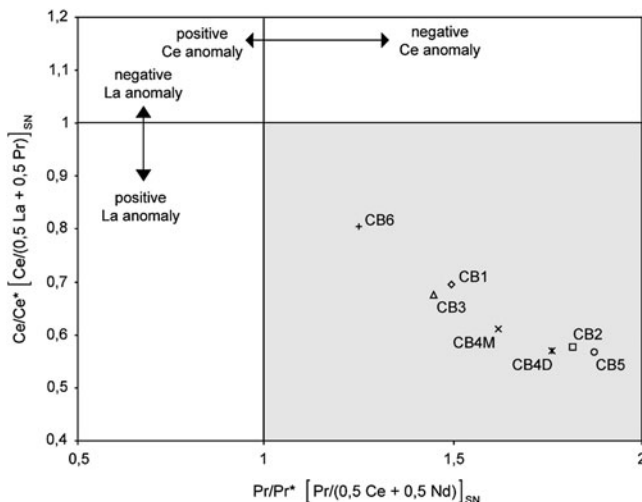 positive
Ce anomaly
negative
Ce anomaly
negative
La anomaly
positive
La anomaly
Ce/Ce* [Ce/(0,5 La + 0,5 Pr)]SN
1,2
1,1
1
0,9
0,8
0,7
0,6
0,5
0,4
CB6
CB1
CB3
CB4M
CB2
CB4D
CB5
0,5
1
1,5
2
Pr/Pr* [Pr/(0,5 Ce + 0,5 Nd)]SN